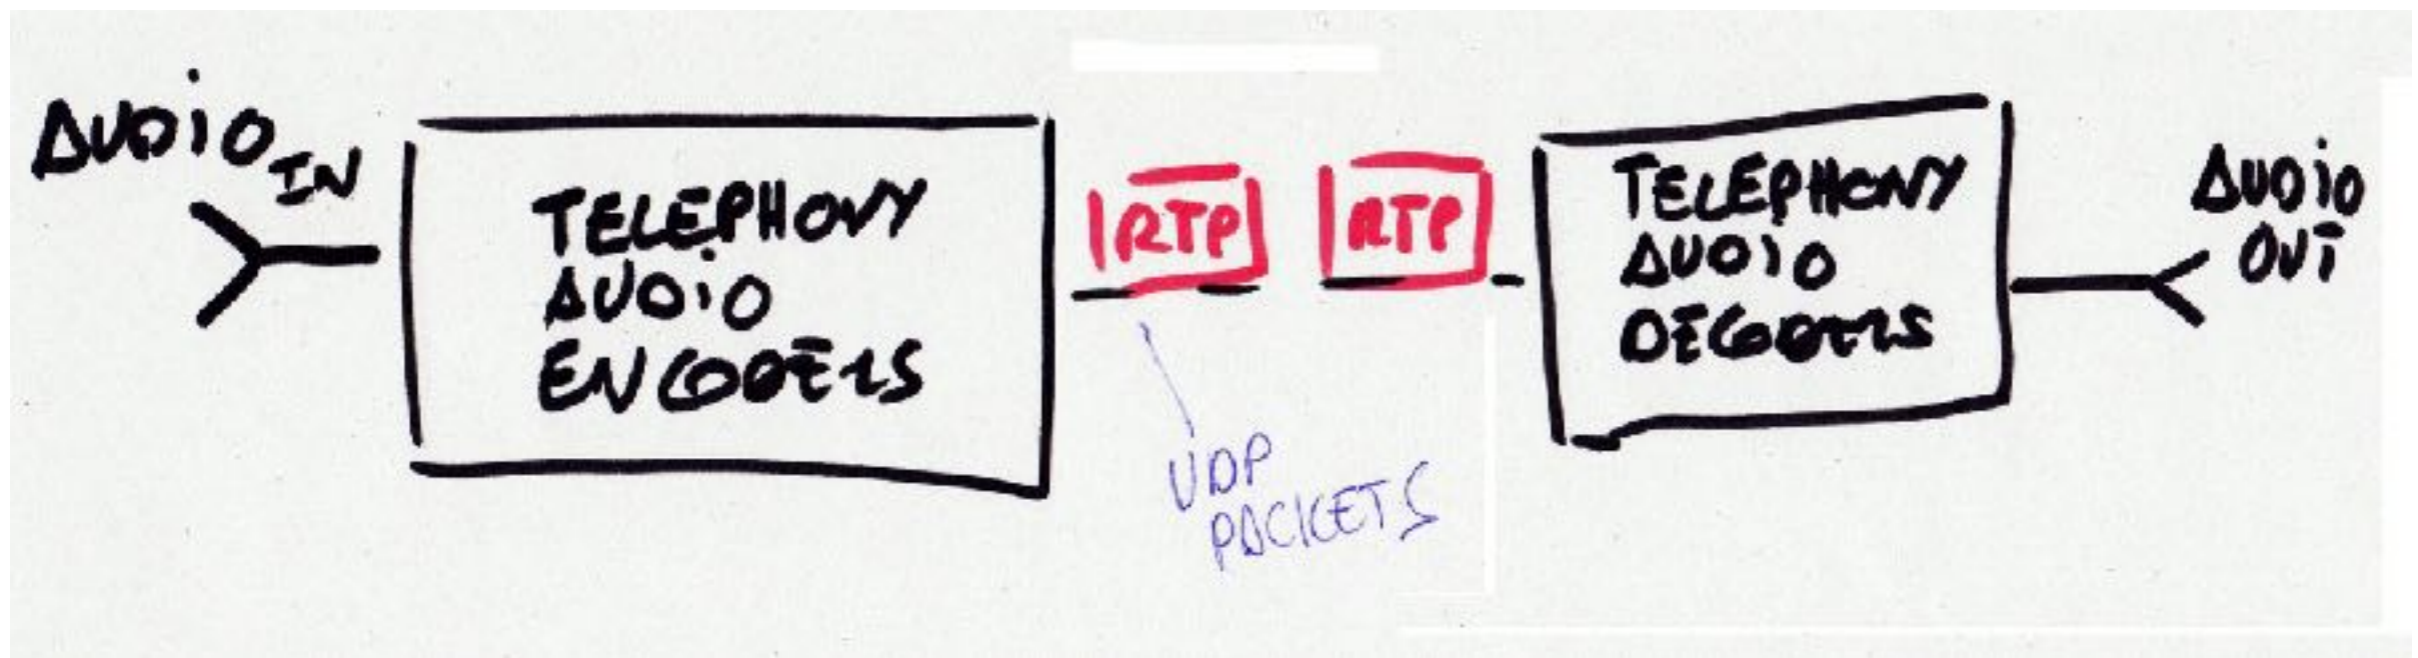 AUDiO IN
TELEPHONY
AUDiO
ENCODERS
RTP
RTP
UDP
PACKETS
TELEPHONY
AUDiO
DECODERS
AUDiO
OUT